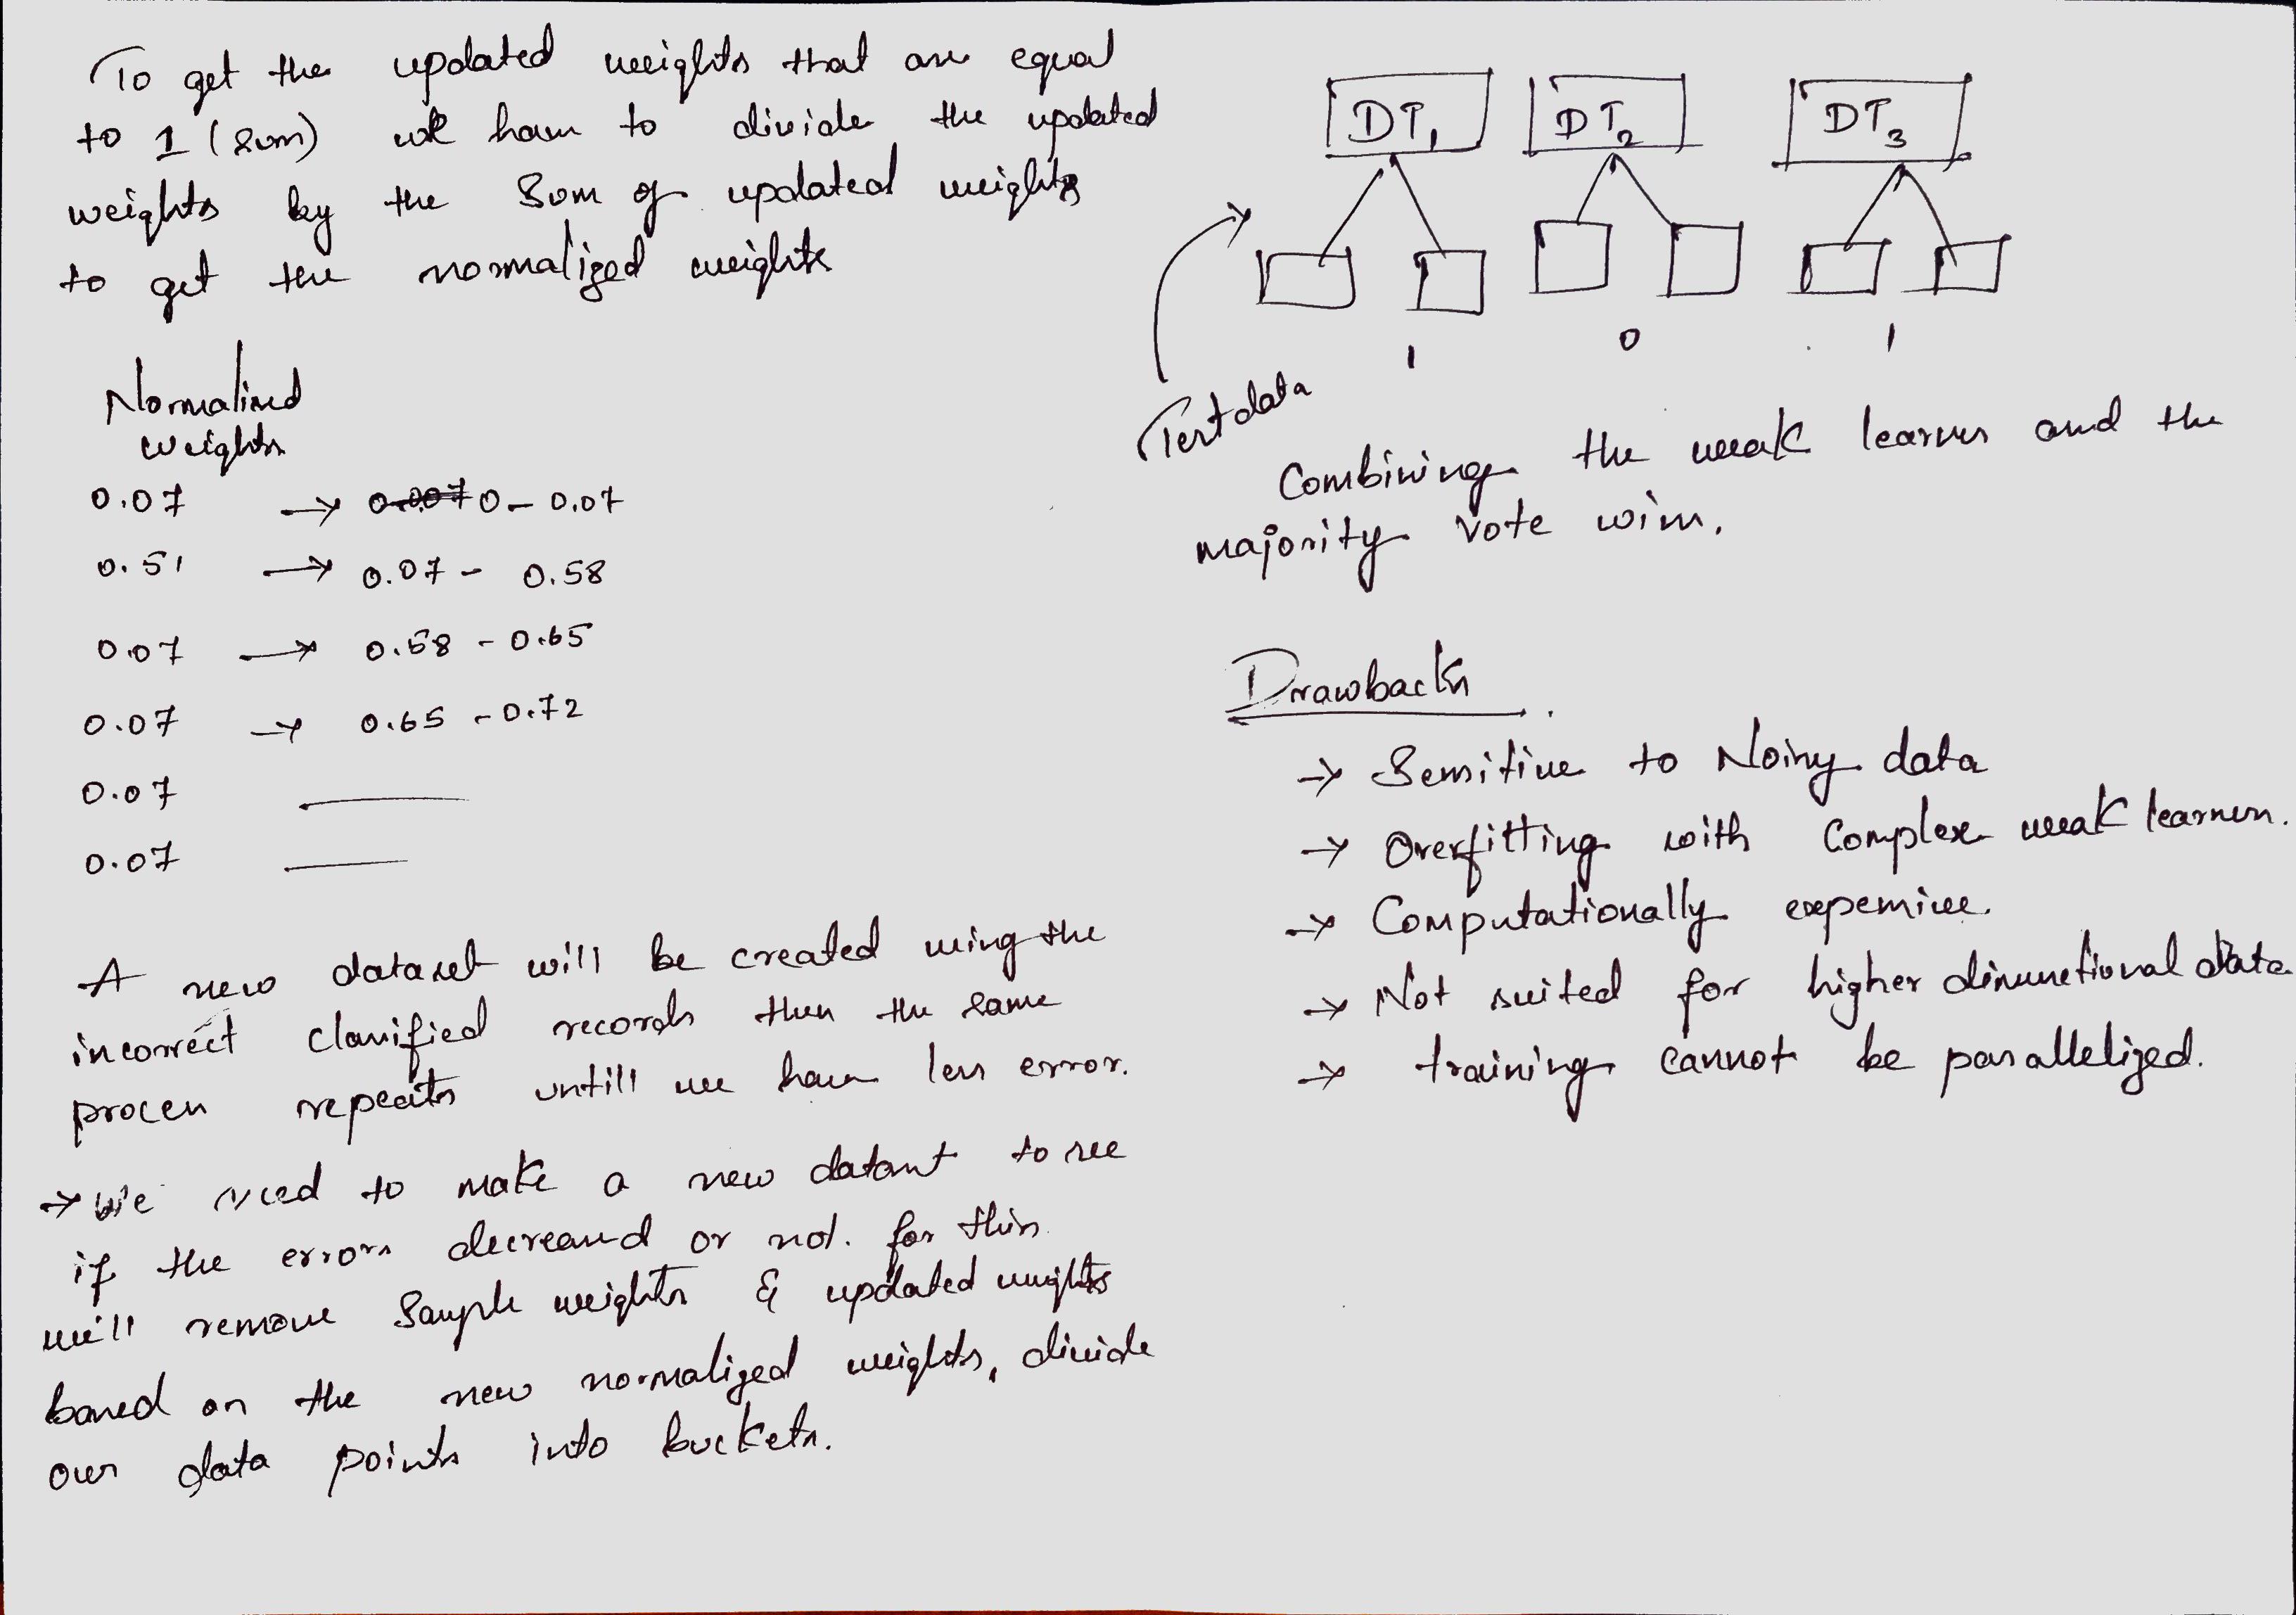 To get the updated weights that are equal
to 1 (sum) we have to divide the updated
weights by the sum of updated weights
to get the normalized weights
Normalized
weights
0.07 → 0 - 0.07
0.51 → 0.07 - 0.58
0.07 → 0.58 - 0.65
0.07 → 0.65 - 0.72
0.07
0.07
A new dataset will be created using the
incorrect classified records then the same
process repeats untill we have less error.
→ We need to make a new dataset to see
if the errors decreased or not. for this
we'll remove Sample weights & updated weights
based on the new normalized weights, divide
our data points into buckets.
DT1 DT2 DT3
1 0 1
Test data
Combining the weak learners and the
majority vote wins.
Drawbacks
→ Sensitive to Noisy data
→ Overfitting with Complex weak learners.
→ Computationally expensive.
→ Not suited for higher dimensional data
→ training cannot be parallelized.